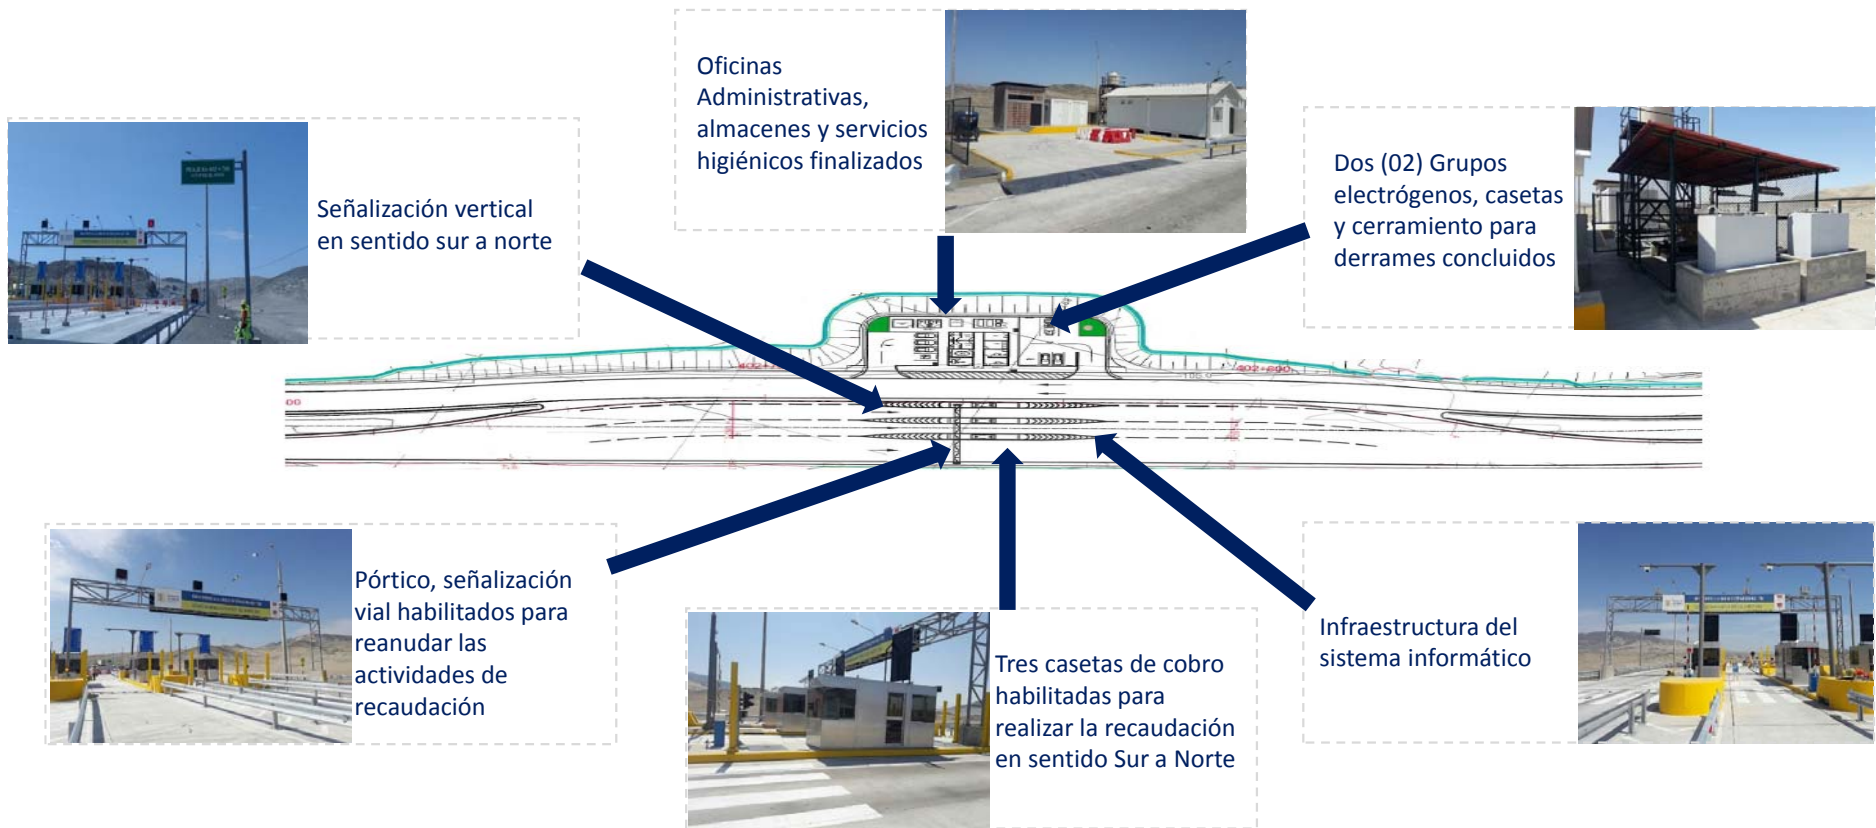 Oficinas
Administrativas,
almacenes y servicios
higiénicos finalizados
Dos (02) Grupos
electrógenos, casetas
y cerramiento para
derrames concluidos
Señalización vertical
en sentido sur a norte
402+800
Pórtico, señalización
vial habilitados para
reanudar las
actividades de
recaudación
Tres casetas de cobro
habilitadas para
realizar la recaudación
en sentido Sur a Norte
Infraestructura del
sistema informático